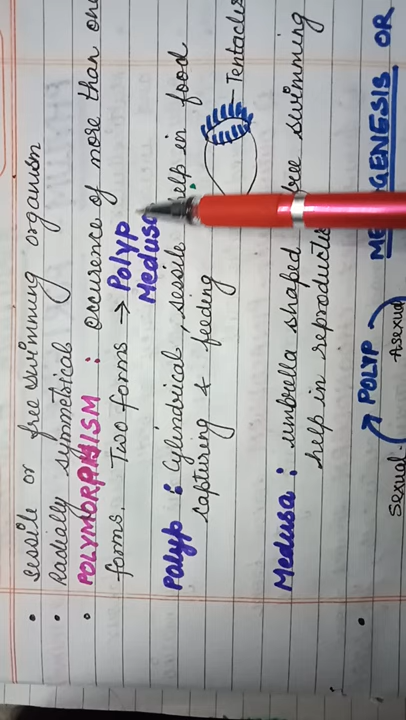 • Sessile or free swimming organism
• Radially symmetrical
• POLYMORPHISM : occurence of more than one
forms. Two forms → Polyp
Medusa
Polyp : Cylindrical, sessile help in food
capturing & feeding
Tentacles
Medusa : umbrella shaped free swimming
help in reproduction
• GENESIS OR
POLYP
Sexual Asexual